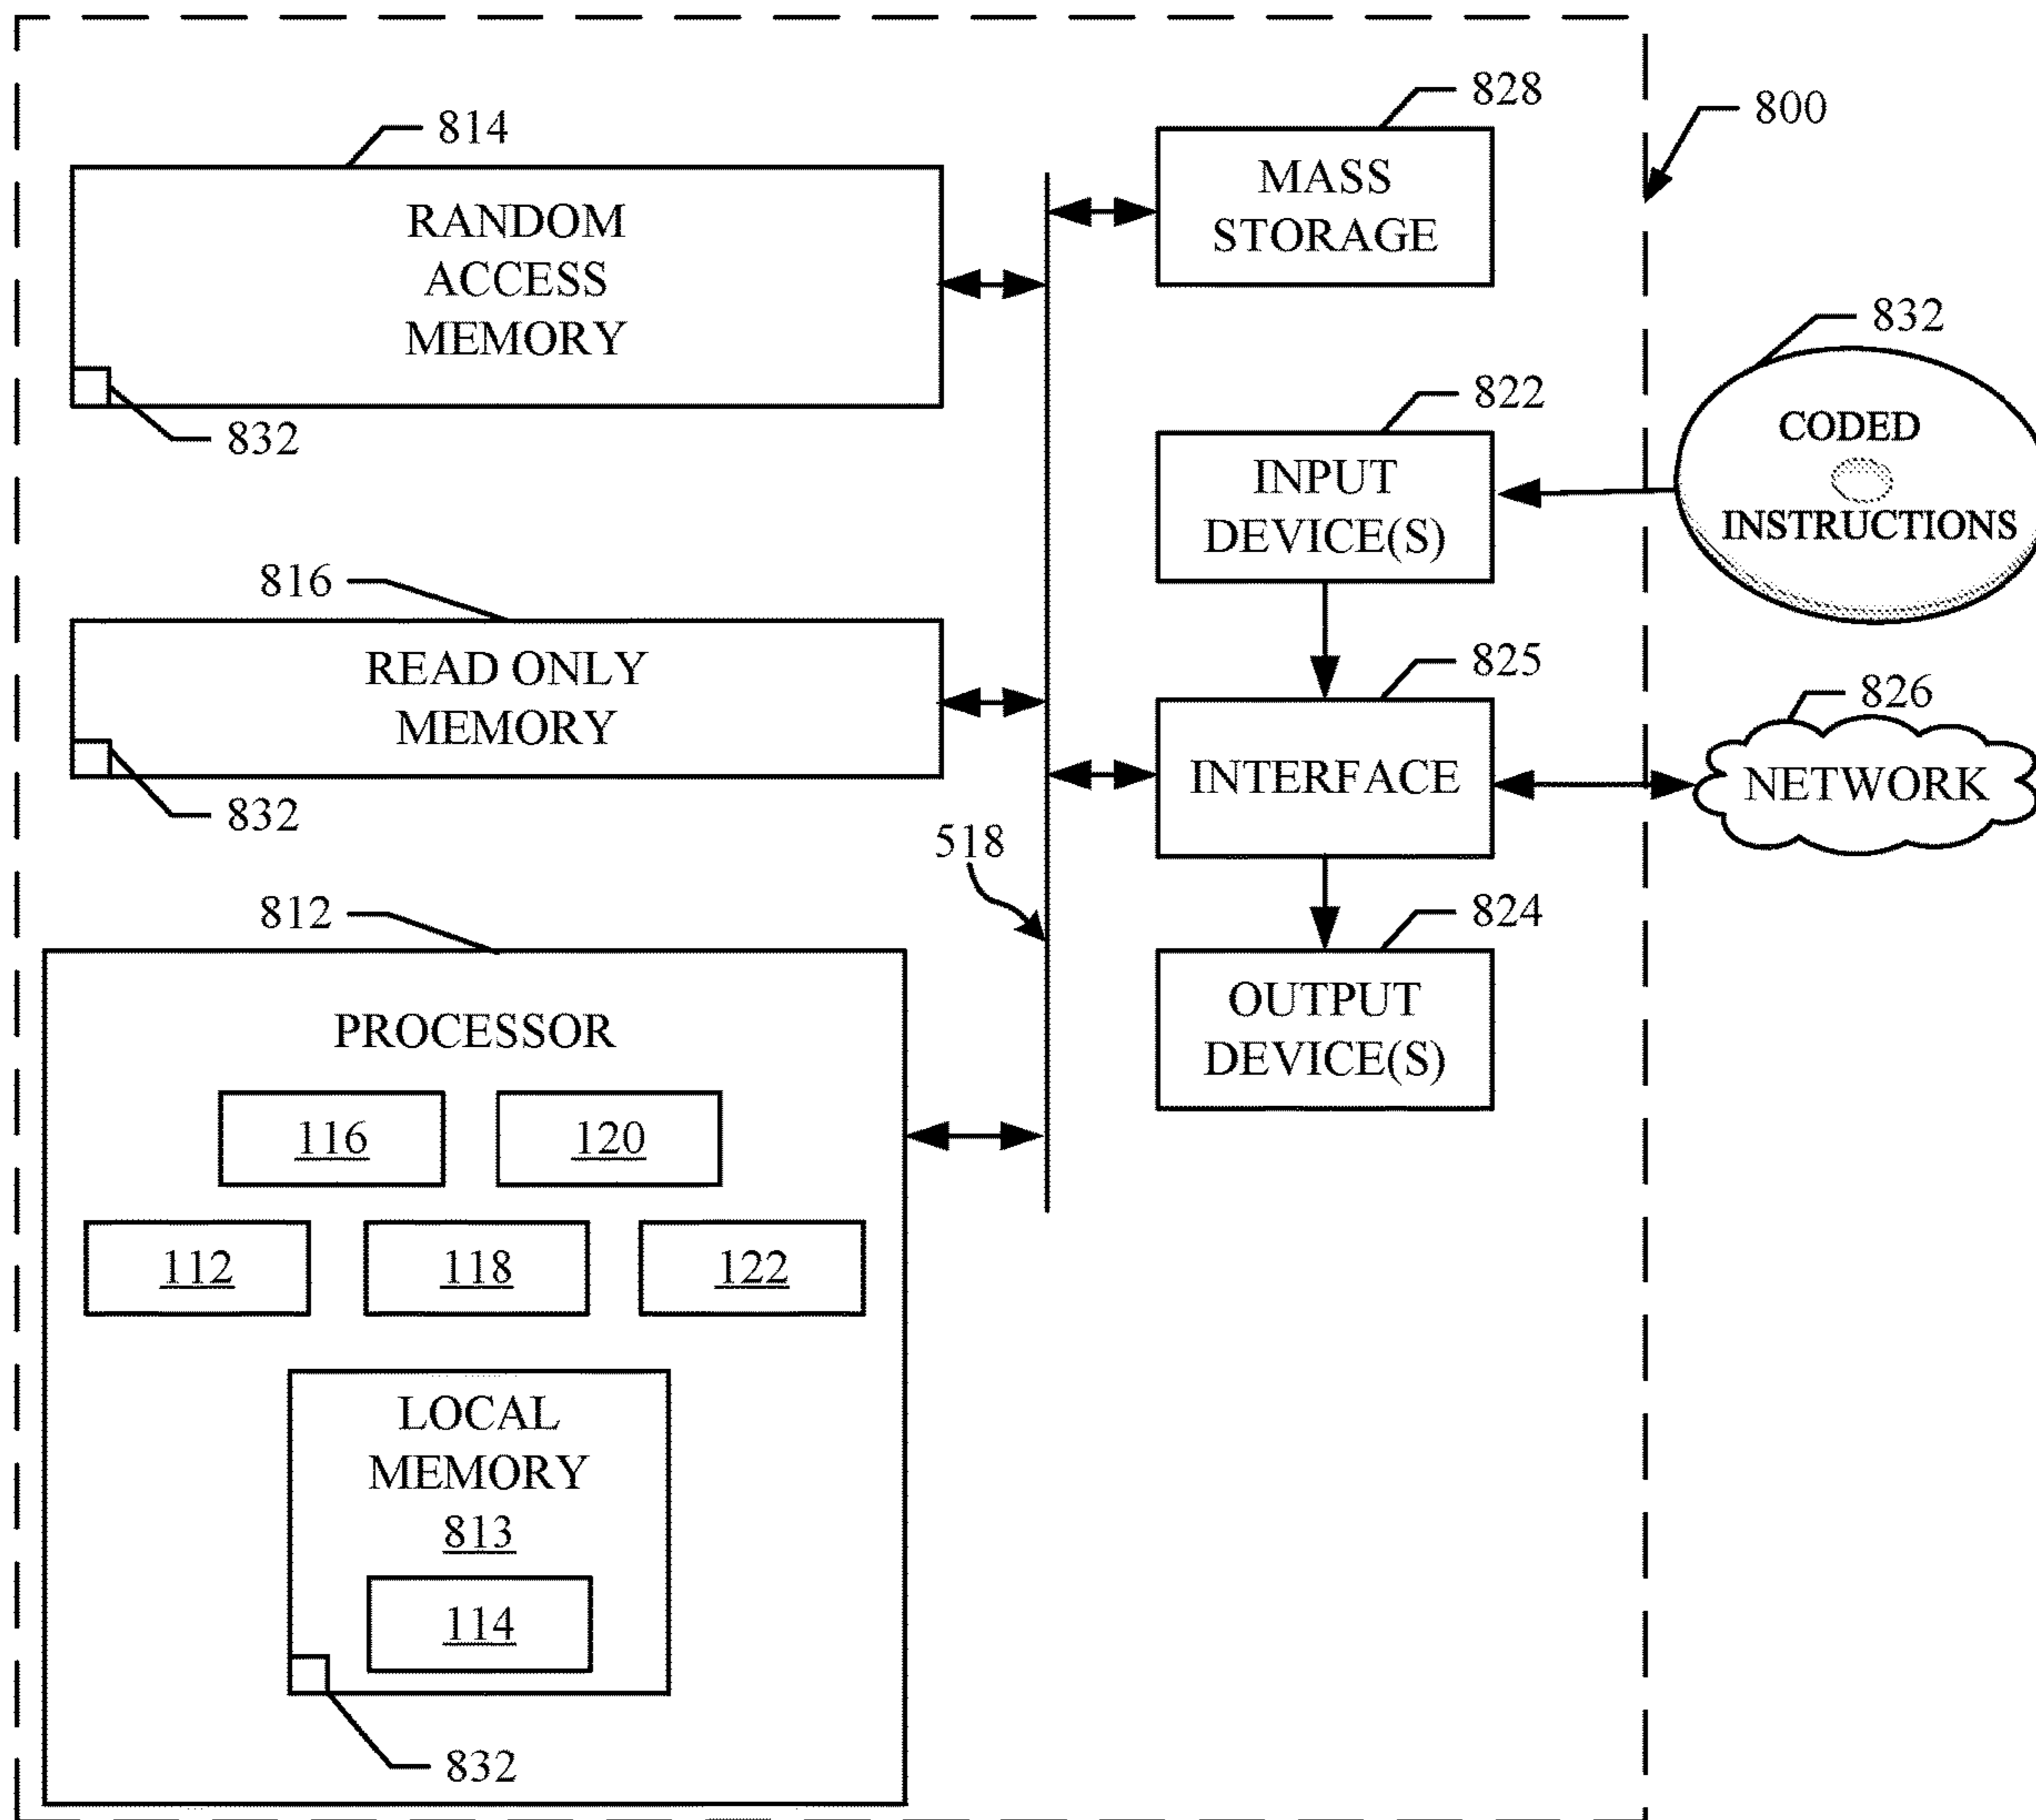 828
800
814
MASS
STORAGE
RANDOM
ACCESS
MEMORY
832
832
822
CODED
INSTRUCTIONS
INPUT
DEVICE(S)
816
READ ONLY
MEMORY
832
825
826
INTERFACE
NETWORK
518
812
824
OUTPUT
DEVICE(S)
PROCESSOR
116
120
112
118
122
LOCAL
MEMORY
813
114
832